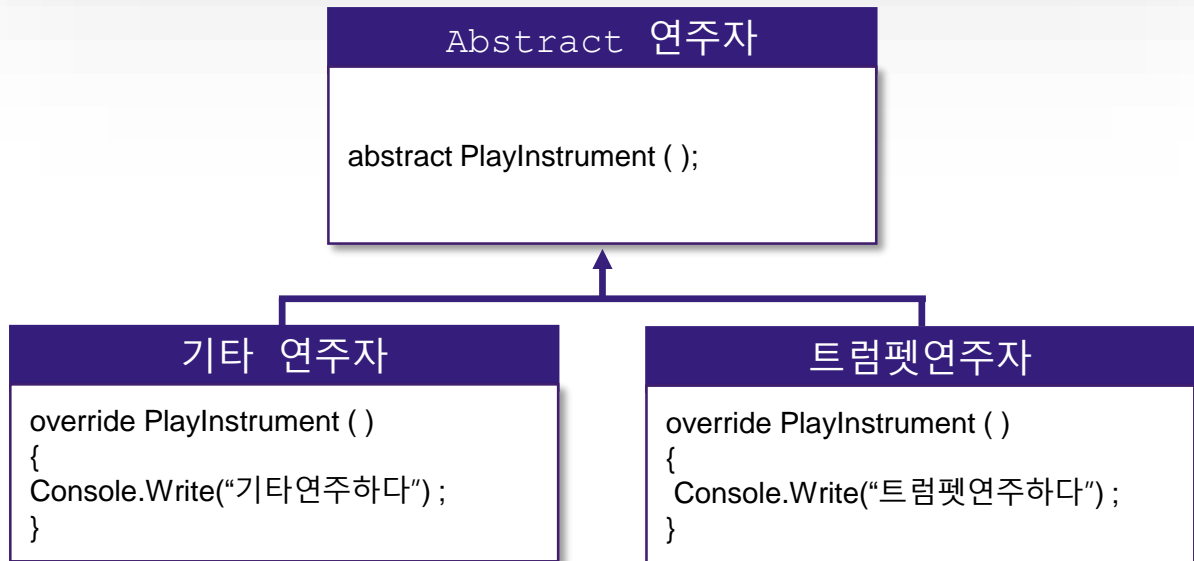 Abstract 연주자
abstract PlayInstrument ( );
기타 연주자
override PlayInstrument ( )
{
Console.Write(“기타연주하다”) ;
}
트럼펫연주자
override PlayInstrument ( )
{
Console.Write(“트럼펫연주하다”) ;
}